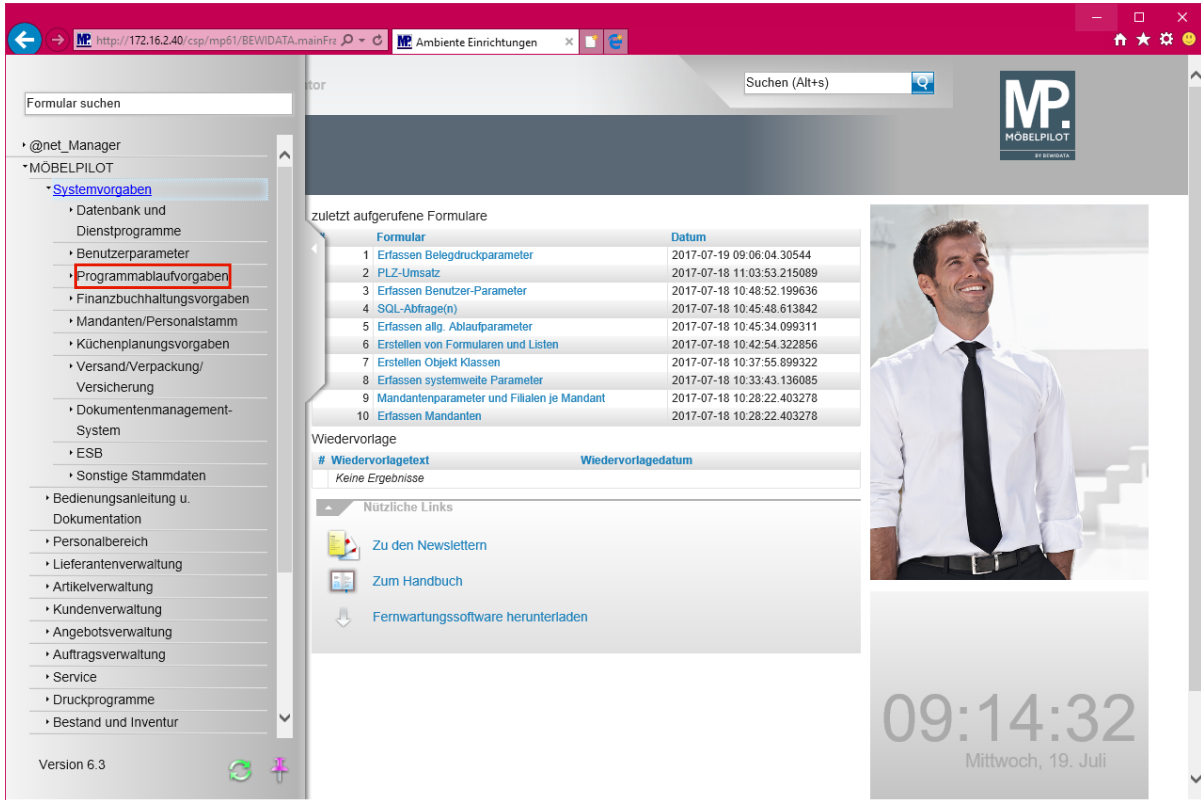 http://172.16.2.40/csp/mp61/BEWIDATA.mainFra
MP. Ambiente Einrichtungen
Formular suchen
tor
Suchen (Alt+s)
MP.
MÖBELPILOT
BY BEWIDATA
@net_Manager
MÖBELPILOT
Systemvorgaben
Datenbank und
Dienstprogramme
Benutzerparameter
Programmablaufvorgaben
Finanzbuchhaltungsvorgaben
Mandanten/Personalstamm
Küchenplanungsvorgaben
Versand/Verpackung/
Versicherung
Dokumentenmanagement-
System
ESB
Sonstige Stammdaten
Bedienungsanleitung u.
Dokumentation
Personalbereich
Lieferantenverwaltung
Artikelverwaltung
Kundenverwaltung
Angebotsverwaltung
Auftragsverwaltung
Service
Druckprogramme
Bestand und Inventur
Version 6.3
zuletzt aufgerufene Formulare
# Formular Datum
1 Erfassen Belegdruckparameter 2017-07-19 09:06:04.30544
2 PLZ-Umsatz 2017-07-18 11:03:53.215089
3 Erfassen Benutzer-Parameter 2017-07-18 10:48:52.199636
4 SQL-Abfrage(n) 2017-07-18 10:45:48.613842
5 Erfassen allg. Ablaufparameter 2017-07-18 10:45:34.099311
6 Erstellen von Formularen und Listen 2017-07-18 10:42:54.322856
7 Erstellen Objekt Klassen 2017-07-18 10:37:55.899322
8 Erfassen systemweite Parameter 2017-07-18 10:33:43.136085
9 Mandantenparameter und Filialen je Mandant 2017-07-18 10:28:22.403278
10 Erfassen Mandanten 2017-07-18 10:28:22.403278
Wiedervorlage
# Wiedervorlagetext Wiedervorlagedatum
Keine Ergebnisse
Nützliche Links
Zu den Newslettern
Zum Handbuch
Fernwartungssoftware herunterladen
09:14:32
Mittwoch, 19. Juli